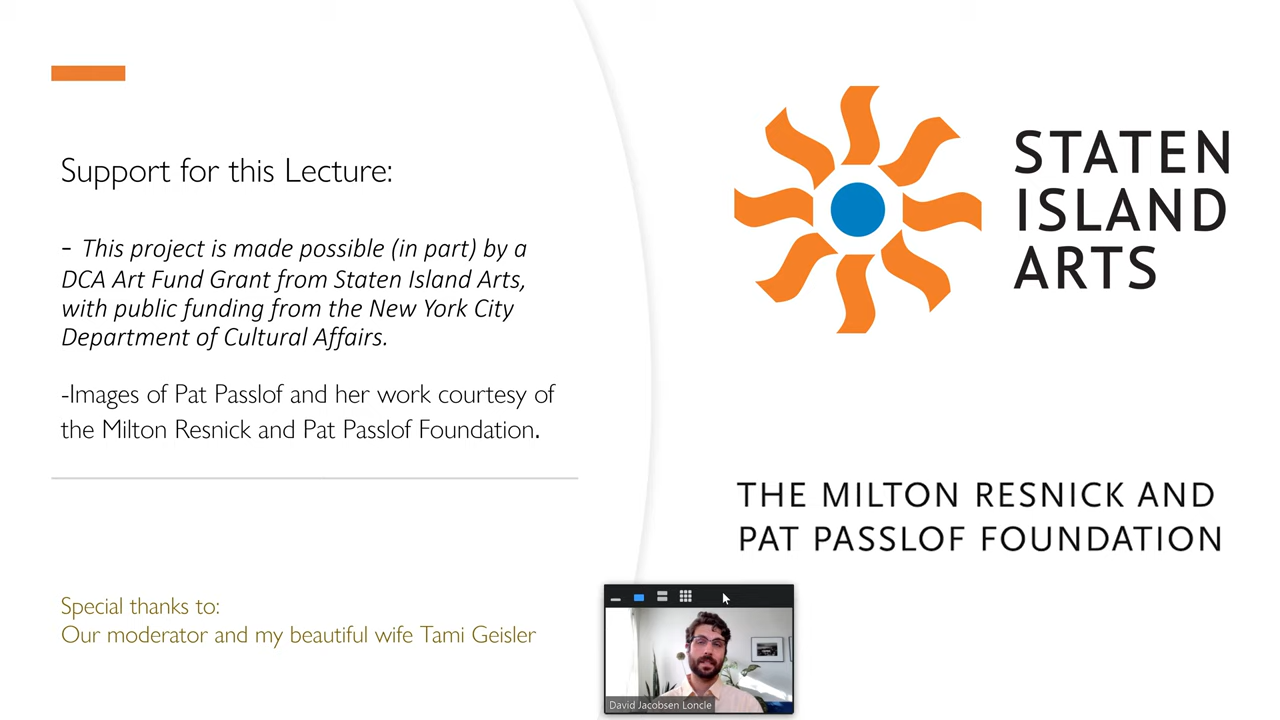 Support for this Lecture:
- This project is made possible (in part) by a
DCA Art Fund Grant from Staten Island Arts,
with public funding from the New York City
Department of Cultural Affairs.
-Images of Pat Passlof and her work courtesy of
the Milton Resnick and Pat Passlof Foundation.
Special thanks to:
Our moderator and my beautiful wife Tami Geisler
STATEN
ISLAND
ARTS
THE MILTON RESNICK AND
PAT PASSLOF FOUNDATION
David Jacobsen Loncle